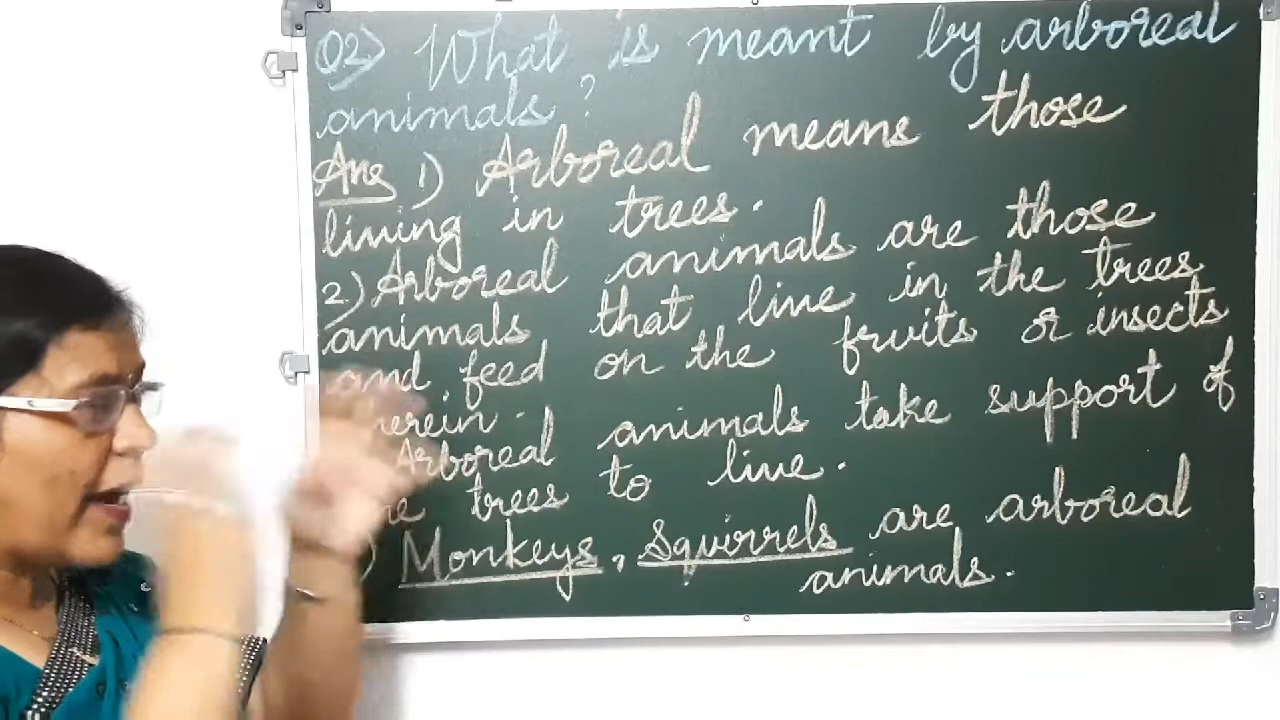 Q2) What is meant by arboreal
animals?
Ans 1) Arboreal means those
living in trees.
2) Arboreal animals are those
animals that live in the trees
and feed on the fruits or insects
herein.
Arboreal animals take support of
trees to live.
) Monkeys, Squirrels are arboreal
animals.